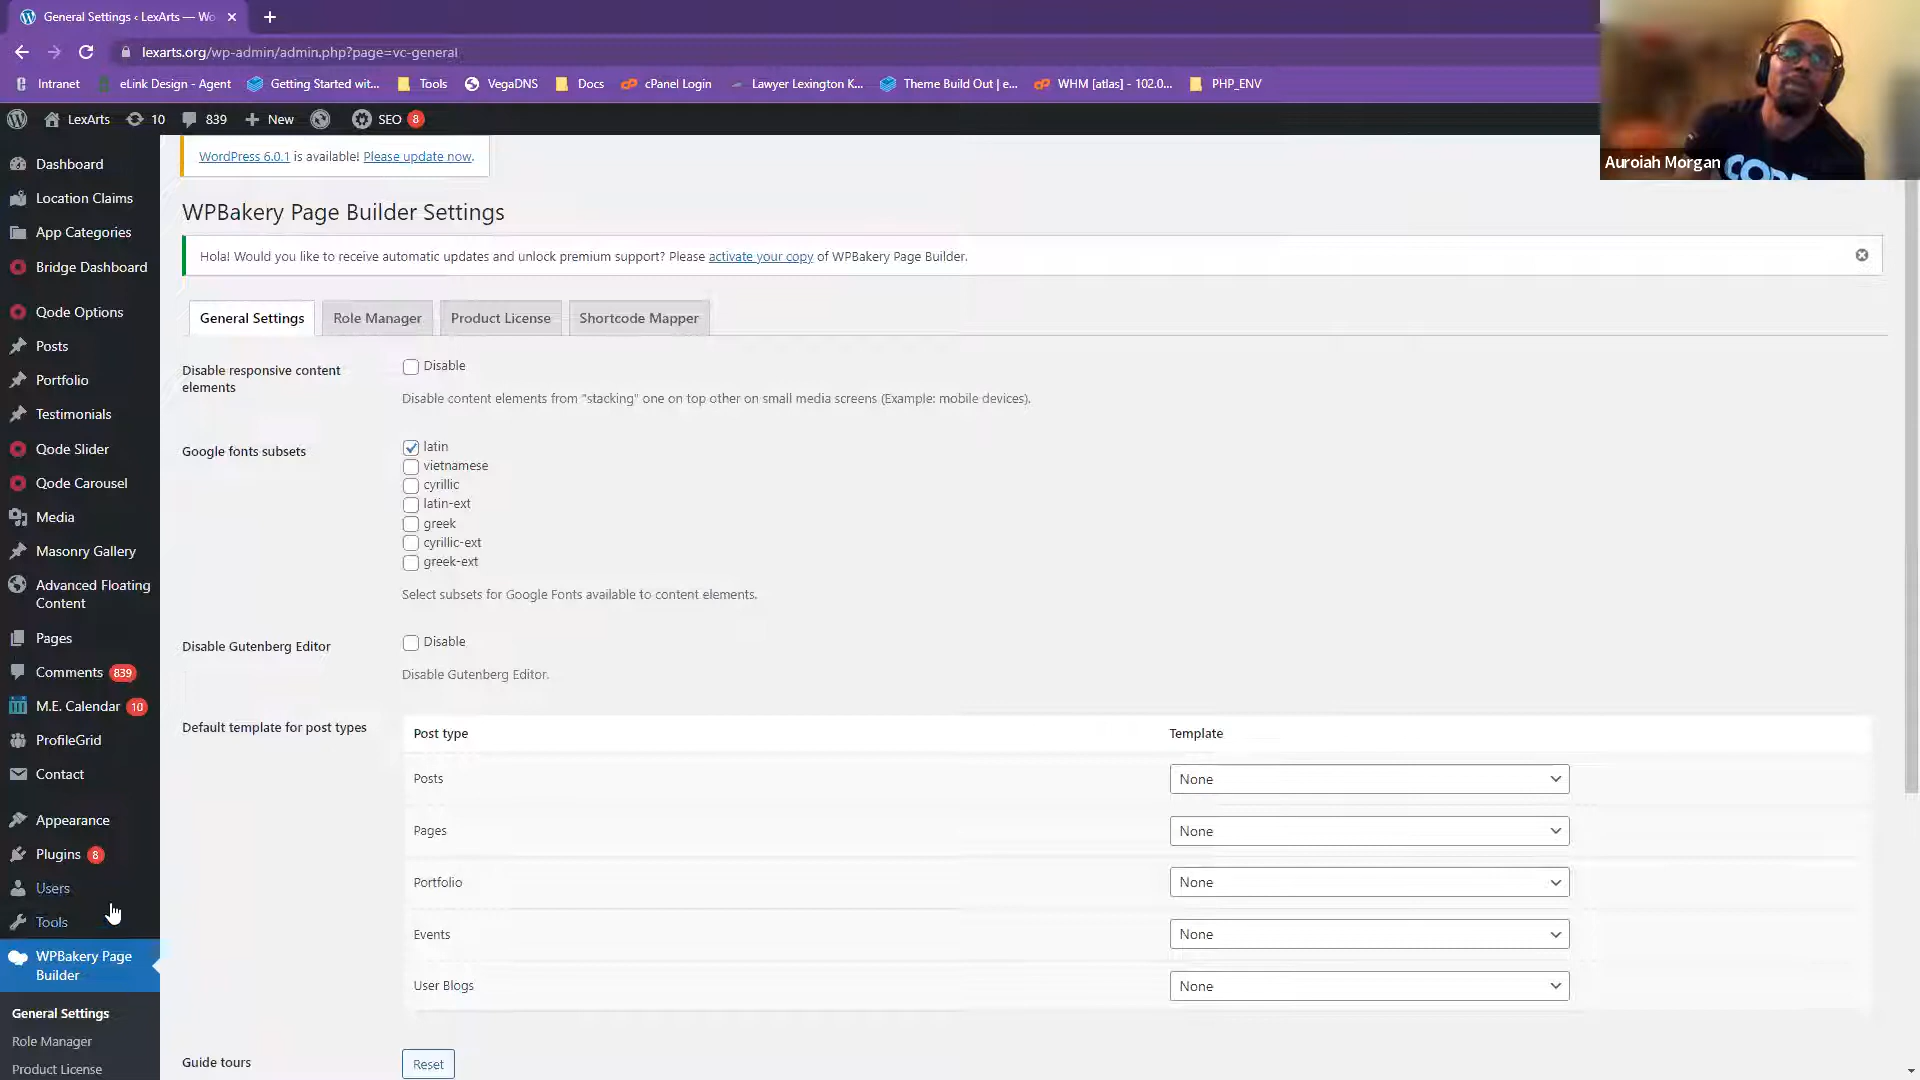 General Settings ‹ LexArts — Wo
lexarts.org/wp-admin/admin.php?page=vc-general
Intranet
eLink Design - Agent
Getting Started wit...
Tools
VegaDNS
Docs
cPanel Login
Lawyer Lexington K...
Theme Build Out | e...
WHM [atlas] - 102.0...
PHP_ENV
LexArts
10
839
New
SEO
8
Auroiah Morgan
WordPress 6.0.1 is available! Please update now.
WPBakery Page Builder Settings
Hola! Would you like to receive automatic updates and unlock premium support? Please activate your copy of WPBakery Page Builder.
General Settings
Role Manager
Product License
Shortcode Mapper
Disable responsive content
elements
Disable
Disable content elements from "stacking" one on top other on small media screens (Example: mobile devices).
Google fonts subsets
latin
vietnamese
cyrillic
latin-ext
greek
cyrillic-ext
greek-ext
Select subsets for Google Fonts available to content elements.
Disable Gutenberg Editor
Disable
Disable Gutenberg Editor.
Default template for post types
Post type
Template
Posts
None
Pages
None
Portfolio
None
Events
None
User Blogs
None
Guide tours
Reset
Dashboard
Location Claims
App Categories
Bridge Dashboard
Qode Options
Posts
Portfolio
Testimonials
Qode Slider
Qode Carousel
Media
Masonry Gallery
Advanced Floating
Content
Pages
Comments 839
M.E. Calendar 10
ProfileGrid
Contact
Appearance
Plugins 8
Users
Tools
WPBakery Page
Builder
General Settings
Role Manager
Product License